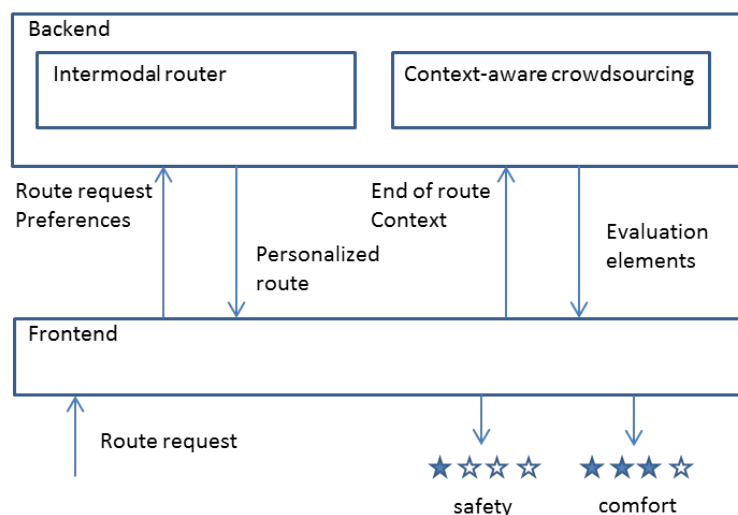 Backend
Intermodal router
Context-aware crowdsourcing
Route request
Preferences
End of route
Context
Personalized
route
Evaluation
elements
Frontend
Route request
safety
comfort